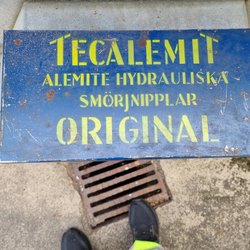 TECALEMIT
ALEMITE HYDRAULISKA
SMÖRJNIPPLAR
ORIGINAL